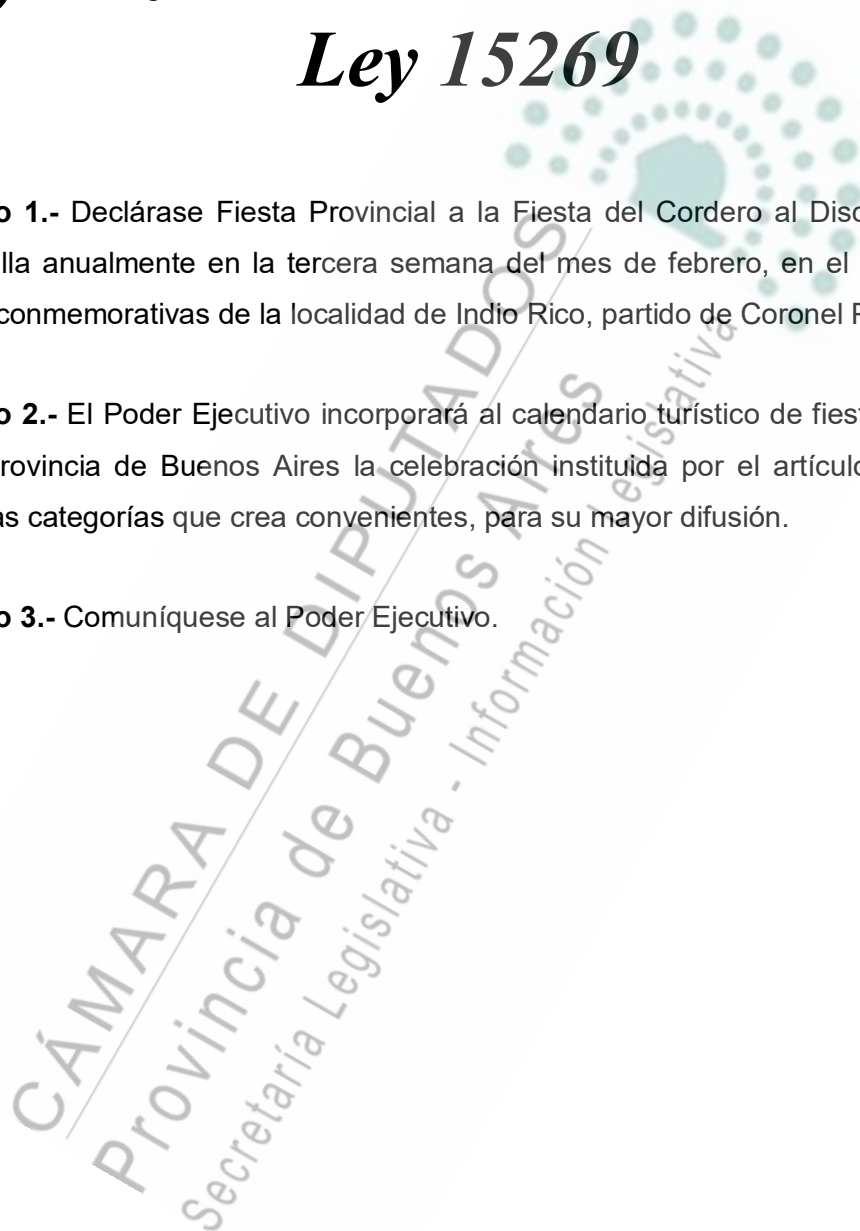 Ley 15269
o 1.- Declárase Fiesta Provincial a la Fiesta del Cordero al Disc
lla anualmente en la tercera semana del mes de febrero, en el
conmemorativas de la localidad de Indio Rico, partido de Coronel P
o 2.- El Poder Ejecutivo incorporará al calendario turístico de fiest
rovincia de Buenos Aires la celebración instituida por el artículo
as categorías que crea convenientes, para su mayor difusión.
o 3.- Comuníquese al Poder Ejecutivo.
CÁMARA DE DIPUTADOS
Provincia de Buenos Aires
Secretaría Legislativa - Información Legislativa